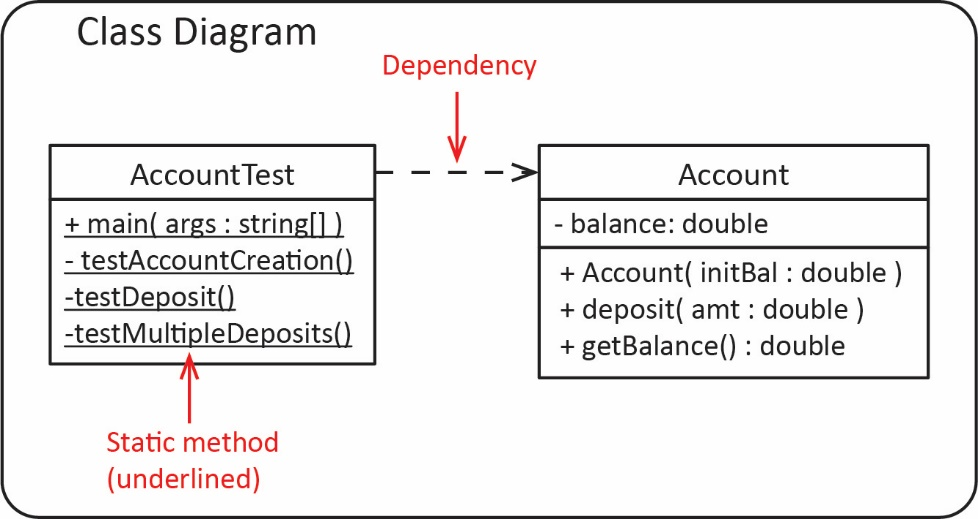 Class Diagram
Dependency
AccountTest
+ main( args : string[] )
- testAccountCreation()
-testDeposit()
-testMultipleDeposits()
Static method
(underlined)
Account
- balance: double
+ Account( initBal : double )
+ deposit( amt : double )
+ getBalance() : double